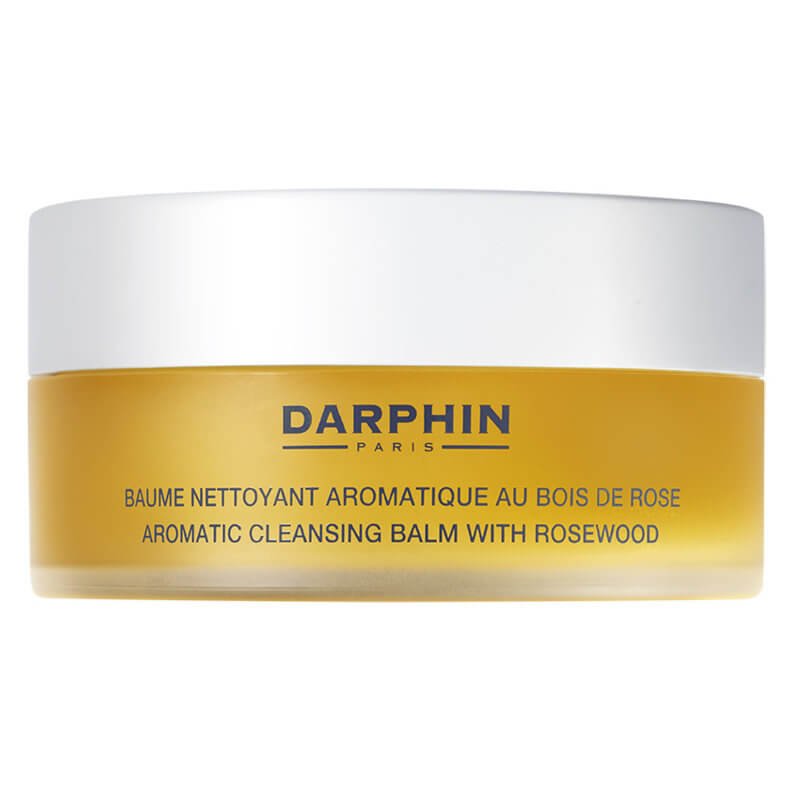 DARPHIN
PARIS
BAUME NETTOYANT AROMATIQUE AU BOIS DE ROSE
AROMATIC CLEANSING BALM WITH ROSEWOOD